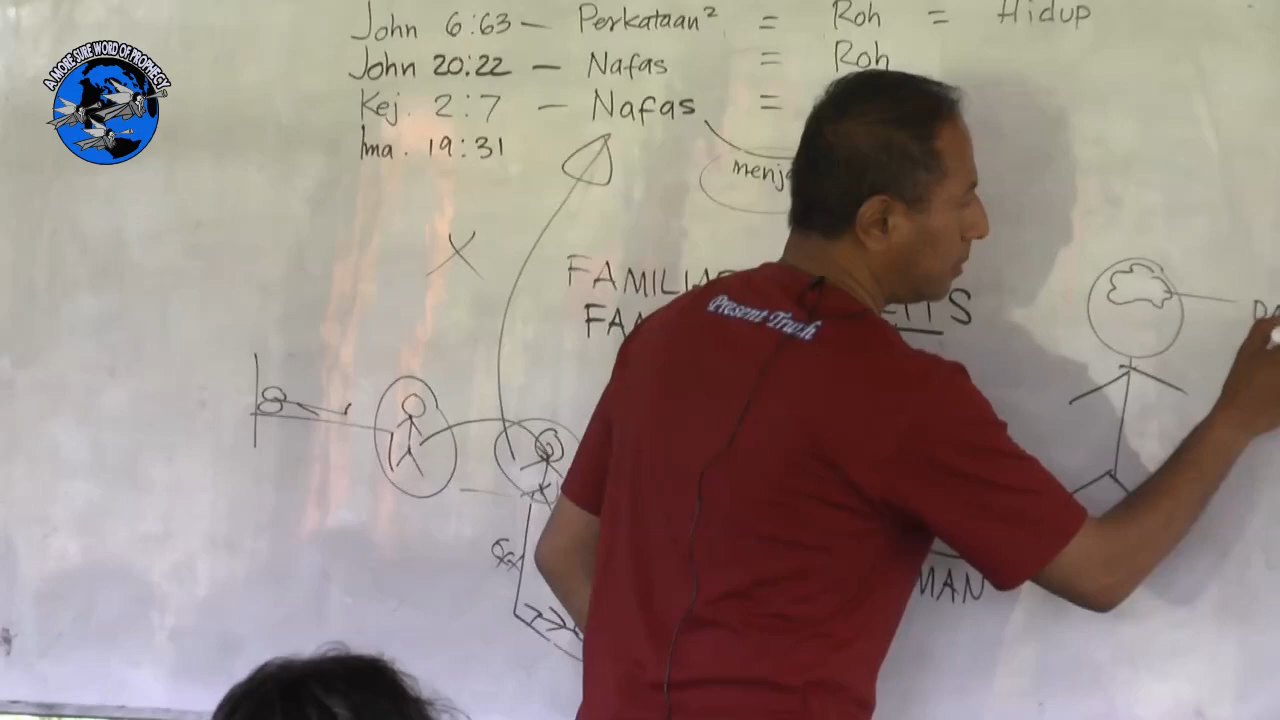 A MORE SURE WORD OF PROPHECY
John 6:63 – Perkataan² = Roh = Hidup
John 20:22 – Nafas = Roh
Kej. 2:7 – Nafas =
Ima. 19:31
X
Present Truth
MAN